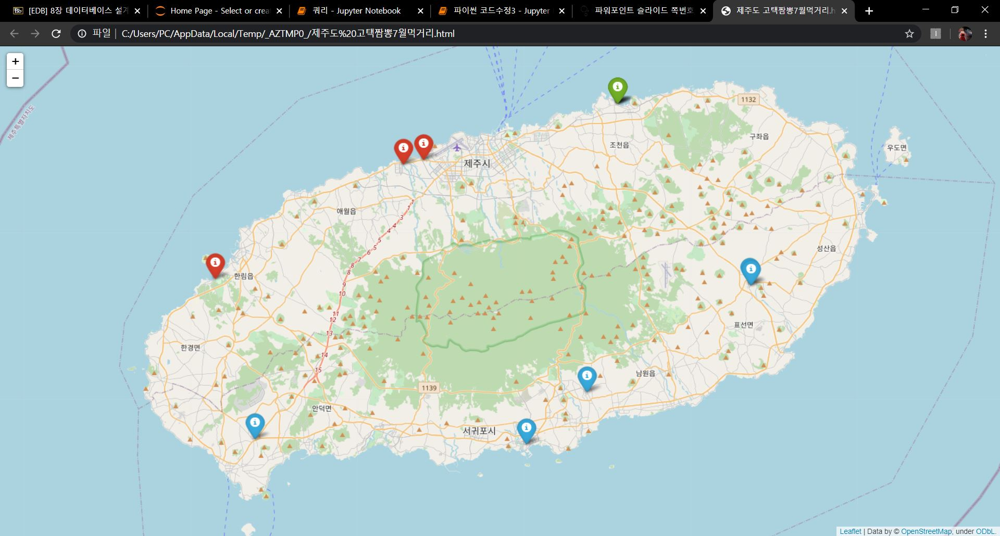 [EDB] 8장 데이터베이스 설계
Home Page - Select or crea
쿼리 - Jupyter Notebook
파이썬 코드수정3 - Jupyter
파워포인트 슬라이드 쪽번호
제주도 고택짬뽕7월먹거리.h
파일 | C:/Users/PC/AppData/Local/Temp/_AZTMP0_/제주도%20고택짬뽕7월먹거리.html
+
−
제주특별자치도
1132
구좌읍
조천읍
우도면
제주시
애월읍
1
1
3
4
4
5
5
6
7
8
8
9
10
11
12
13
14
15
성산읍
한림읍
표선면
한경면
남원읍
1139
안덕면
서귀포시
Leaflet | Data by © OpenStreetMap, under ODbL.